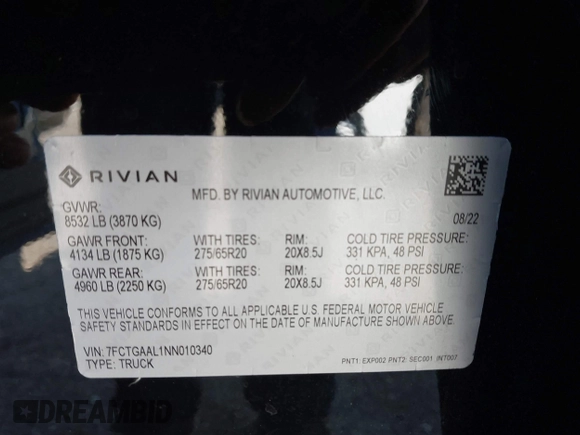 RIVIAN
MFD. BY RIVIAN AUTOMOTIVE, LLC.
GVWR:
8532 LB (3870 KG)
08/22
GAWR FRONT: WITH TIRES: RIM: COLD TIRE PRESSURE:
4134 LB (1875 KG) 275/65R20 20X8.5J 331 KPA, 48 PSI
GAWR REAR: WITH TIRES: RIM: COLD TIRE PRESSURE:
4960 LB (2250 KG) 275/65R20 20X8.5J 331 KPA, 48 PSI
THIS VEHICLE CONFORMS TO ALL APPLICABLE U.S. FEDERAL MOTOR VEHICLE
SAFETY STANDARDS IN EFFECT ON THE DATE OF MANUFACTURE SHOWN ABOVE.
VIN: 7FCTGAAL1NN010340
TYPE: TRUCK
PNT1: EXP002 PNT2: SEC001 INT007
DREAMBID